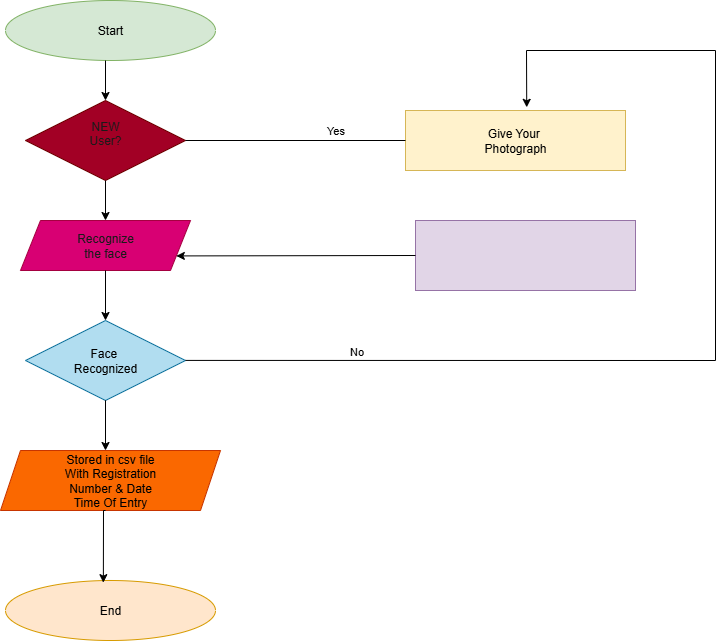 Start
NEW
User?
Yes
Give Your
Photograph
Recognize
the face
Face
Recognized
No
Stored in csv file
With Registration
Number & Date
Time Of Entry
End